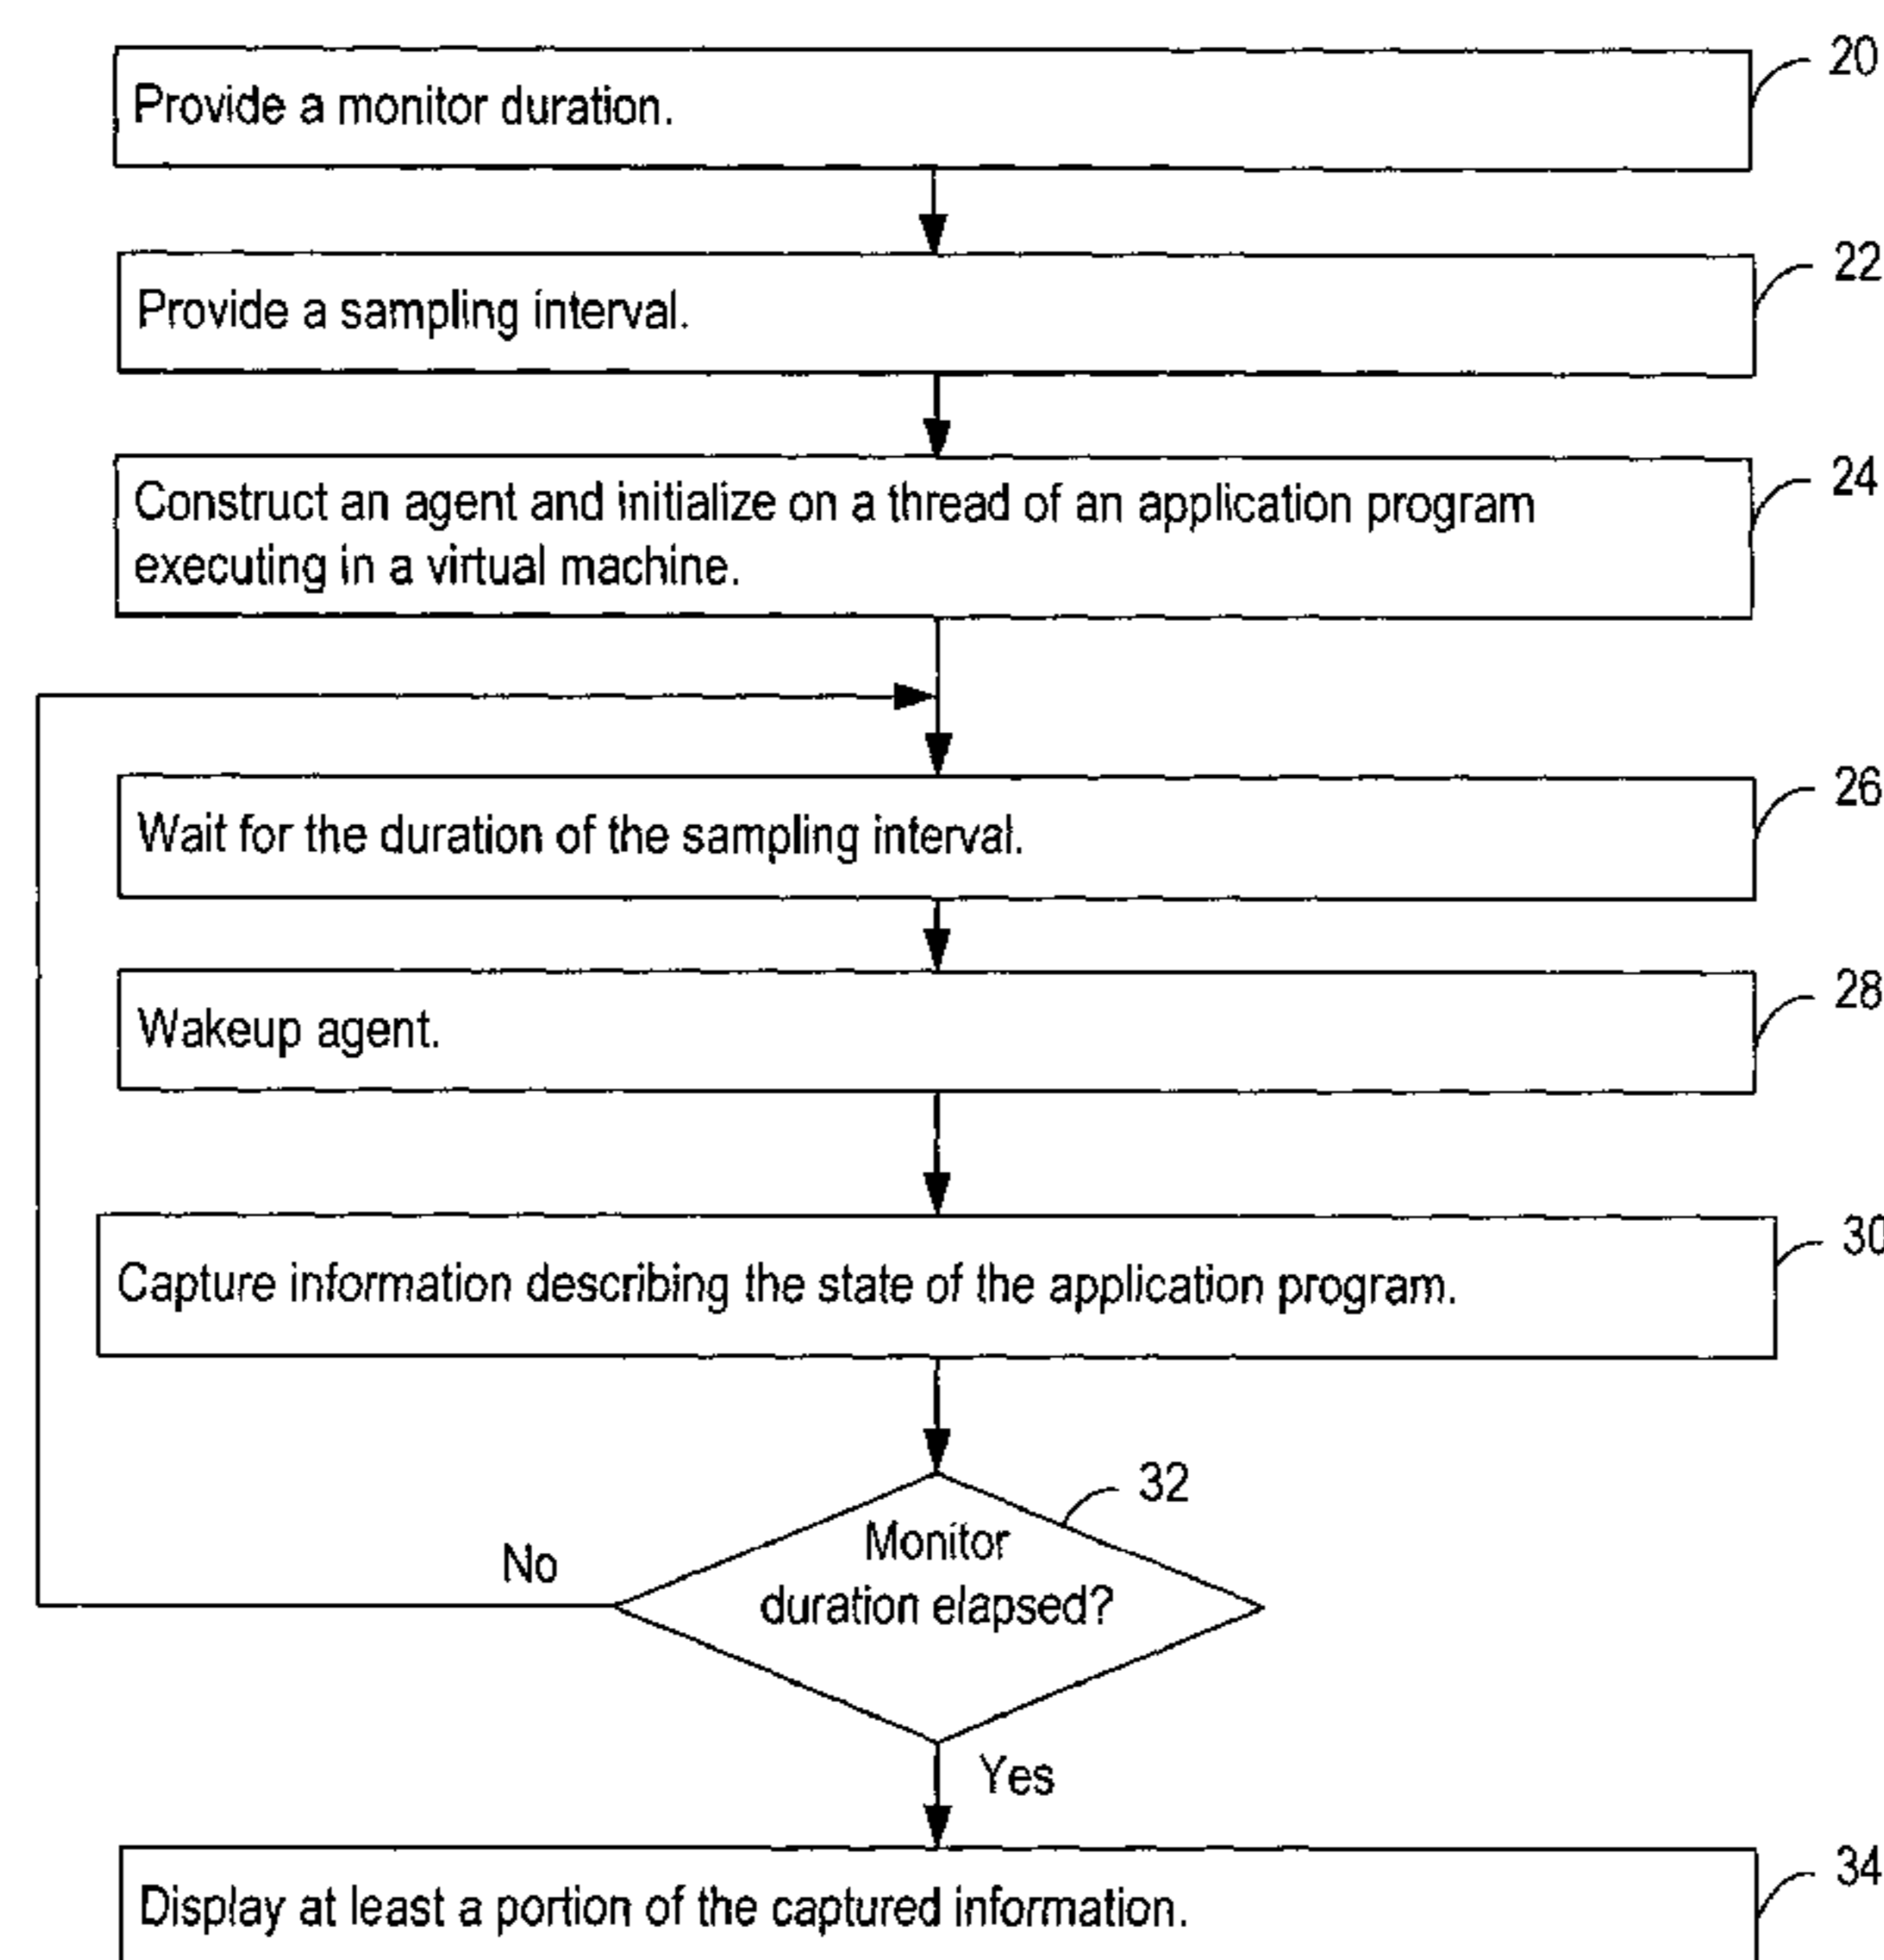 20
Provide a monitor duration.
22
Provide a sampling interval.
24
Construct an agent and initialize on a thread of an application program
executing in a virtual machine.
26
Wait for the duration of the sampling interval.
28
Wakeup agent.
30
Capture information describing the state of the application program.
32
Monitor
duration elapsed?
No
Yes
34
Display at least a portion of the captured information.